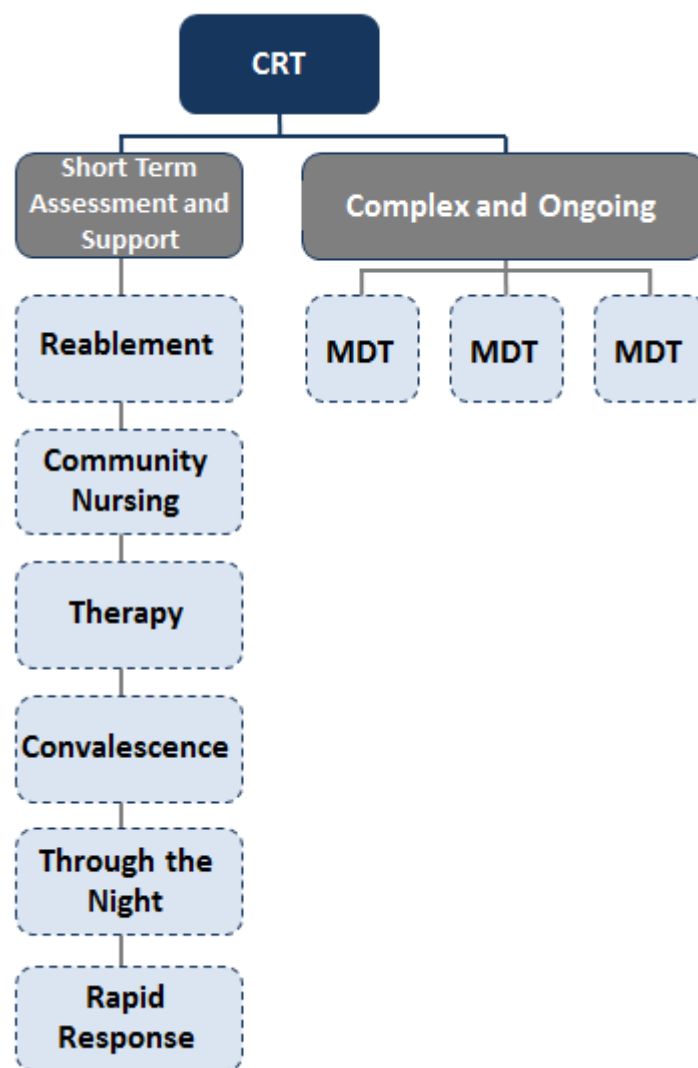 CRT
Short Term
Assessment and
Support
Complex and Ongoing
Reablement
MDT
MDT
MDT
Community
Nursing
Therapy
Convalescence
Through the
Night
Rapid
Response